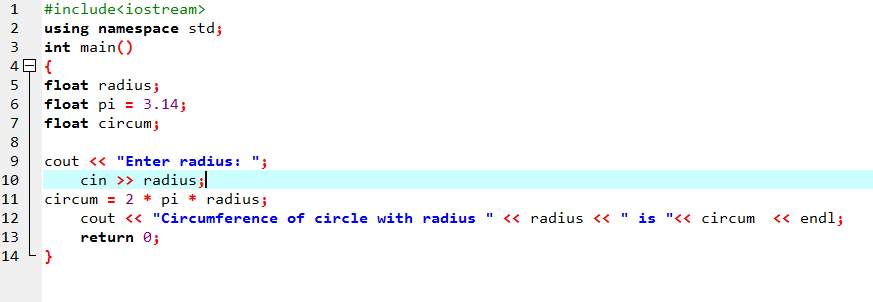 1 #include<iostream>
2 using namespace std;
3 int main()
4 {
5 float radius;
6 float pi = 3.14;
7 float circum;
8
9 cout << "Enter radius: ";
10     cin >> radius;
11 circum = 2 * pi * radius;
12     cout << "Circumference of circle with radius " << radius << " is "<< circum  << endl;
13     return 0;
14 }